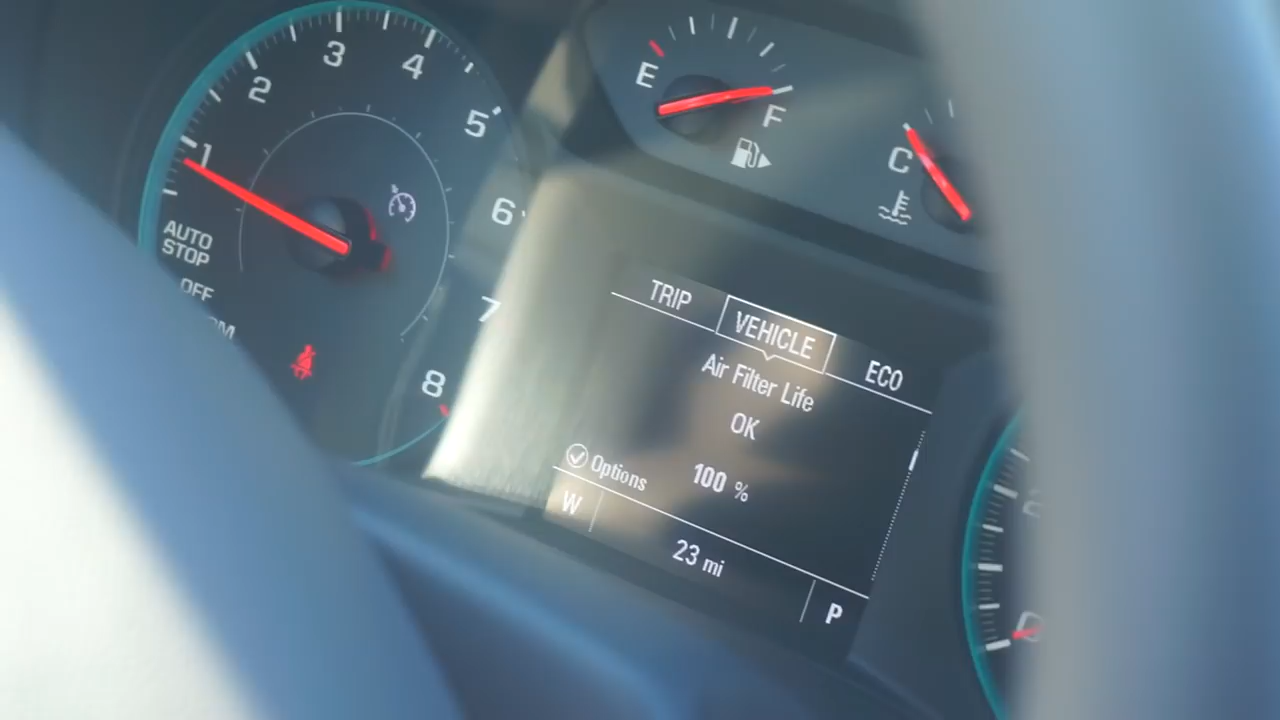 1
2
3
4
5
6
7
8
AUTO
STOP
OFF
E
F
C
TRIP
VEHICLE
ECO
Air Filter Life
OK
100 %
Options
W
23 mi
P